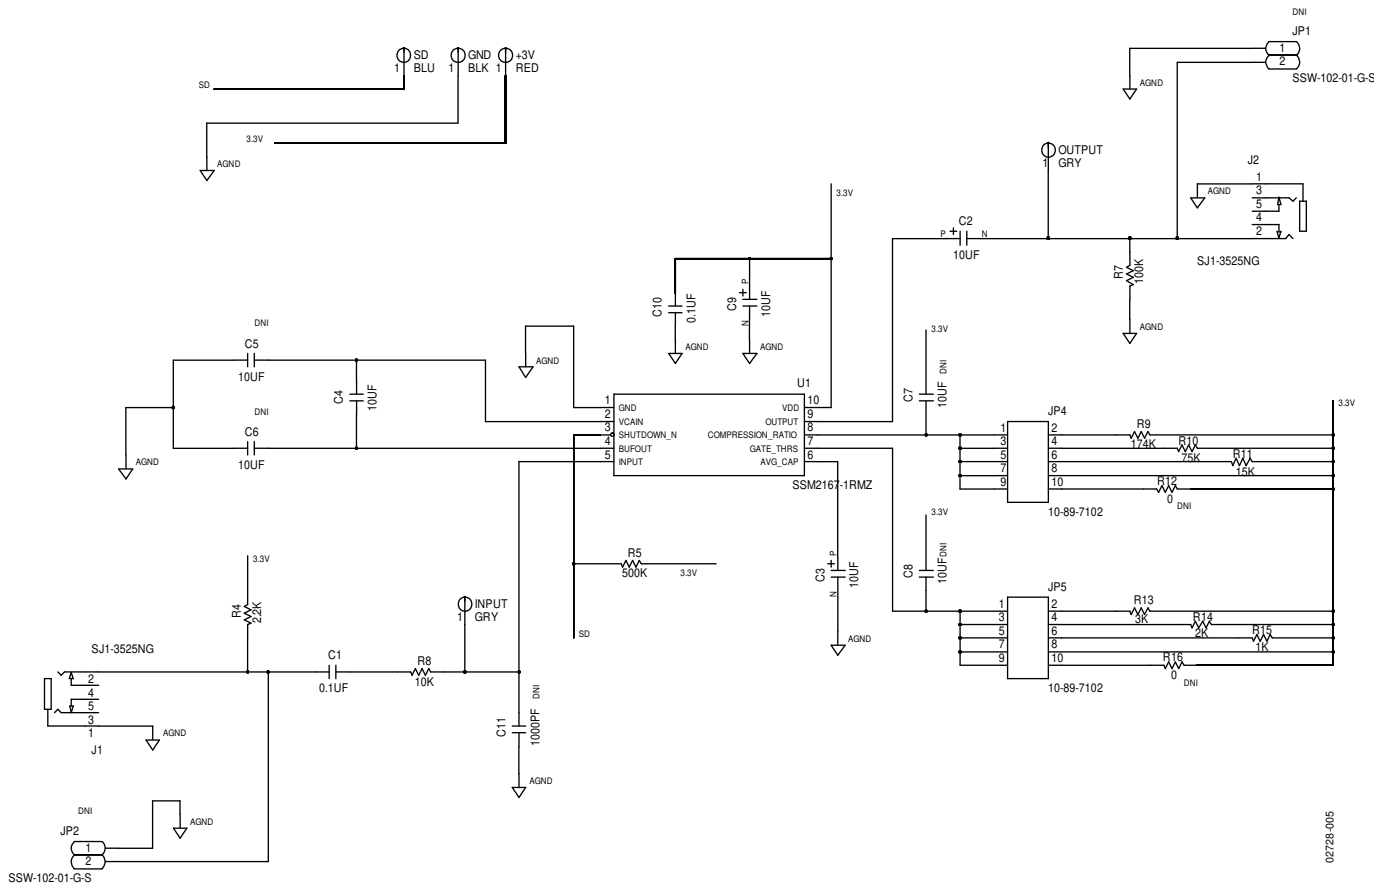 DNI
JP1
1
2
SSW-102-01-G-S
AGND
SD
BLU
1
GND
BLK
1
+3V
RED
1
SD
3.3V
AGND
OUTPUT
GRY
1
J2
1
3
5
4
2
AGND
SJ1-3525NG
3.3V
C2
P + N
10UF
R7
100K
AGND
C10
0.1UF
AGND
C9
+ P
N
10UF
AGND
DNI
C5
10UF
DNI
C6
10UF
C4
10UF
AGND
AGND
U1
1 GND
2 VCAIN
3 SHUTDOWN_N
4 BUFOUT
5 INPUT
VDD 10
OUTPUT 9
COMPRESSION_RATIO 8
GATE_THRS 7
AVG_CAP 6
SSM2167-1RMZ
3.3V
C7
10UF
DNI
JP4
1
3
5
7
9
2
4
6
8
10
10-89-7102
R9
174K
R10
75K
R11
15K
R12
0
DNI
3.3V
3.3V
C8
10UF
DNI
JP5
1
3
5
7
9
2
4
6
8
10
10-89-7102
R13
3K
R14
2K
R15
1K
R16
0
DNI
C3
+ P
N
10UF
AGND
R5
500K
3.3V
SD
3.3V
R4
2.2K
INPUT
GRY
1
SJ1-3525NG
2
4
5
3
1
J1
AGND
C1
0.1UF
R8
10K
C11
1000PF
DNI
AGND
DNI
JP2
1
2
SSW-102-01-G-S
AGND
02728-005